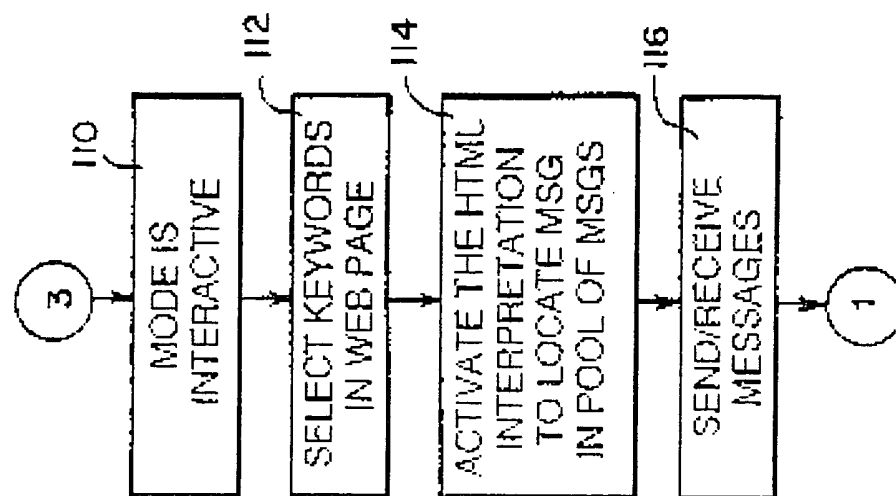 3
110
MODE IS
INTERACTIVE
112
SELECT KEYWORDS
IN WEB PAGE
114
ACTIVATE THE HTML
INTERPRETATION
TO LOCATE MSG
IN POOL OF MSGS
116
SEND/RECEIVE
MESSAGES
1